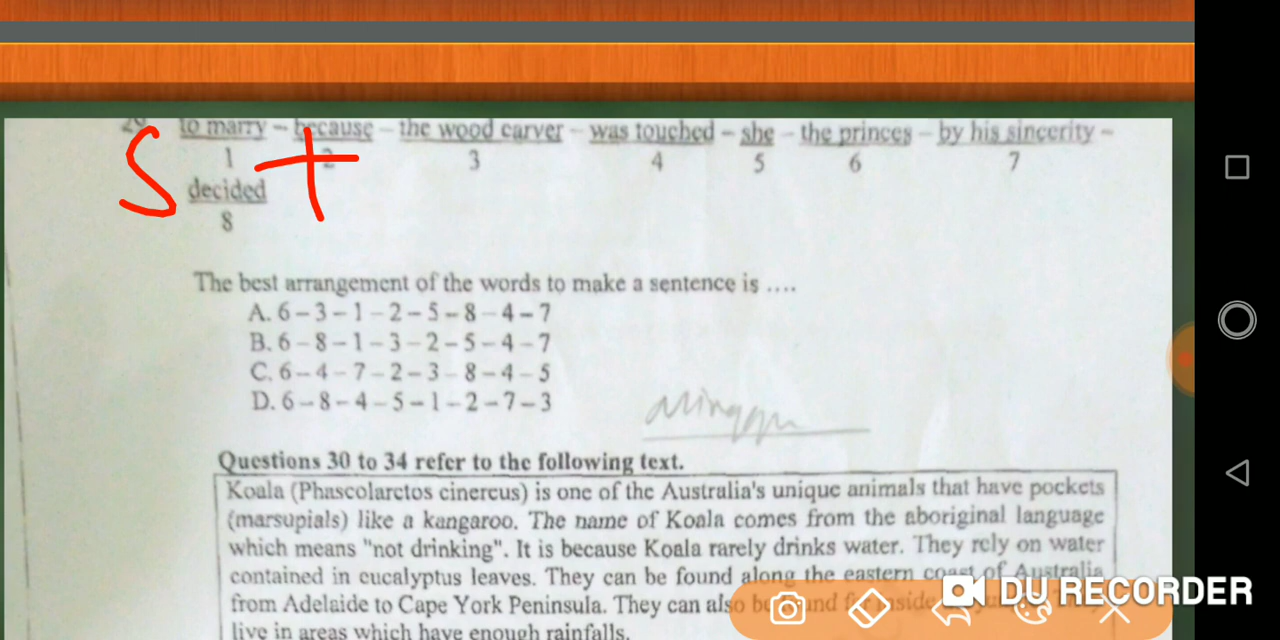 S +
to marry – because – the wood carver – was touched – she – the princes – by his sincerity –
1 2 3 4 5 6 7
decided
8
The best arrangement of the words to make a sentence is ....
A. 6 – 3 – 1 – 2 – 5 – 8 – 4 – 7
B. 6 – 8 – 1 – 3 – 2 – 5 – 4 – 7
C. 6 – 4 – 7 – 2 – 3 – 8 – 4 – 5
D. 6 – 8 – 4 – 5 – 1 – 2 – 7 – 3
Questions 30 to 34 refer to the following text.
Koala (Phascolarctos cinercus) is one of the Australia's unique animals that have pockets
(marsupials) like a kangaroo. The name of Koala comes from the aboriginal language
which means "not drinking". It is because Koala rarely drinks water. They rely on water
contained in eucalyptus leaves. They can be found along the eastern coast of Australia
from Adelaide to Cape York Peninsula. They can also
live in areas which have enough rainfalls.
DU RECORDER